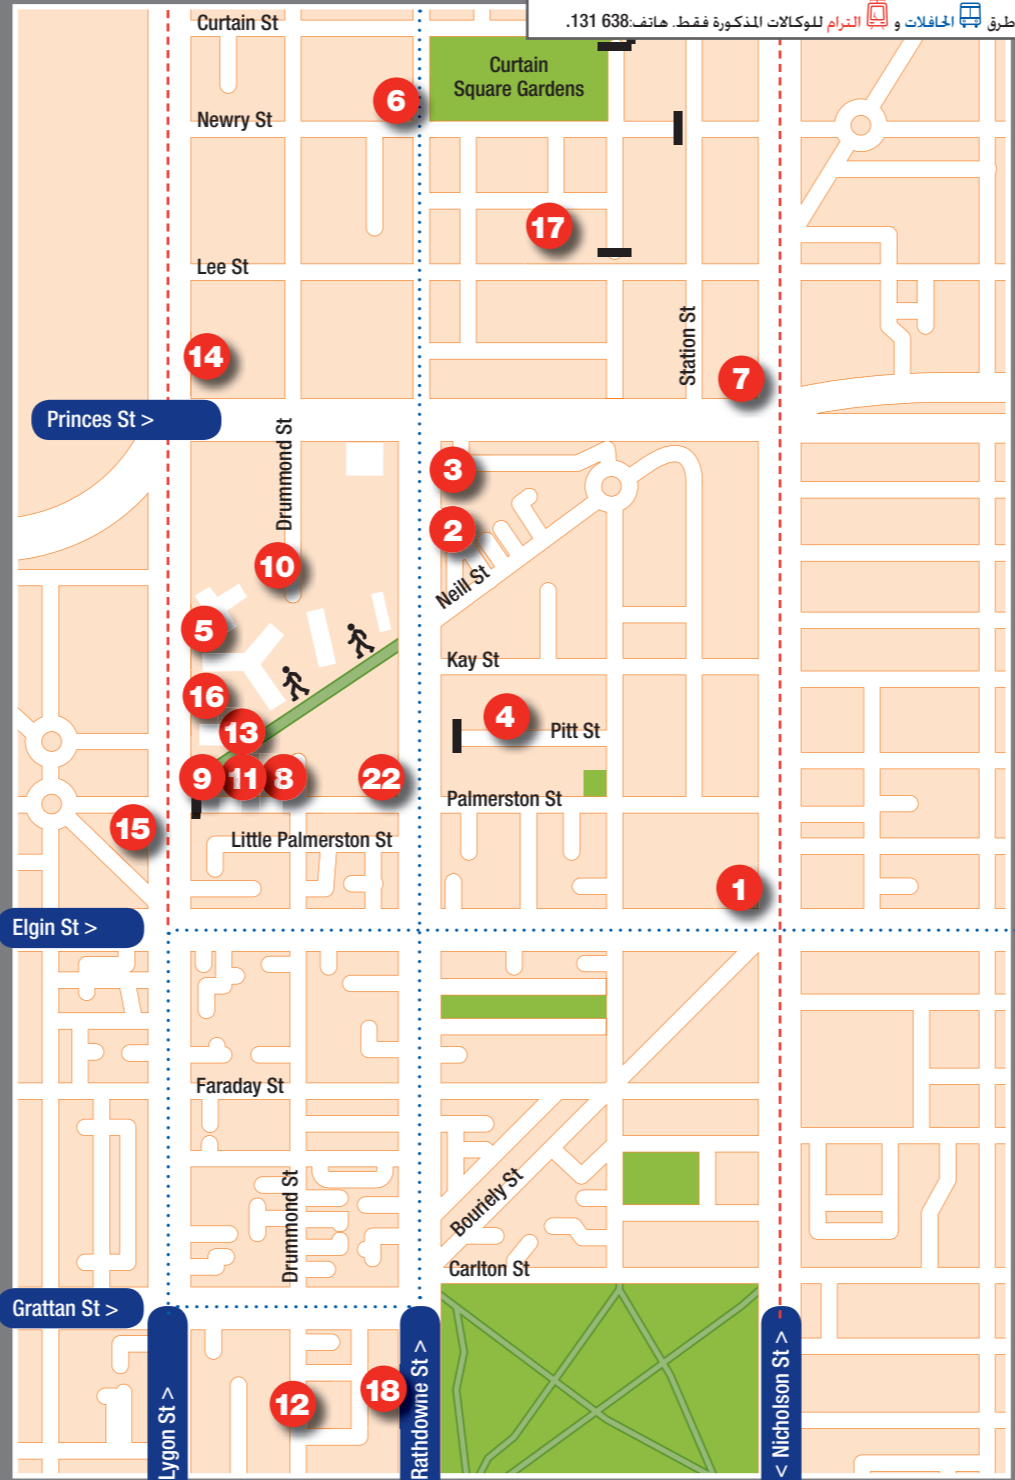 طرق الحافلات و الترام للوكالات المذكورة فقط. هاتف:638 131.
Curtain St
Curtain
Square Gardens
6
Newry St
17
Lee St
Station St
14
7
Princes St >
Drummond St
3
2
10
Neill St
5
Kay St
16
4
13
Pitt St
9
11
8
22
Palmerston St
15
Little Palmerston St
1
Elgin St >
Faraday St
Drummond St
Bouriely St
Carlton St
Grattan St >
Lygon St >
12
18
Rathdowne St >
< Nicholson St >